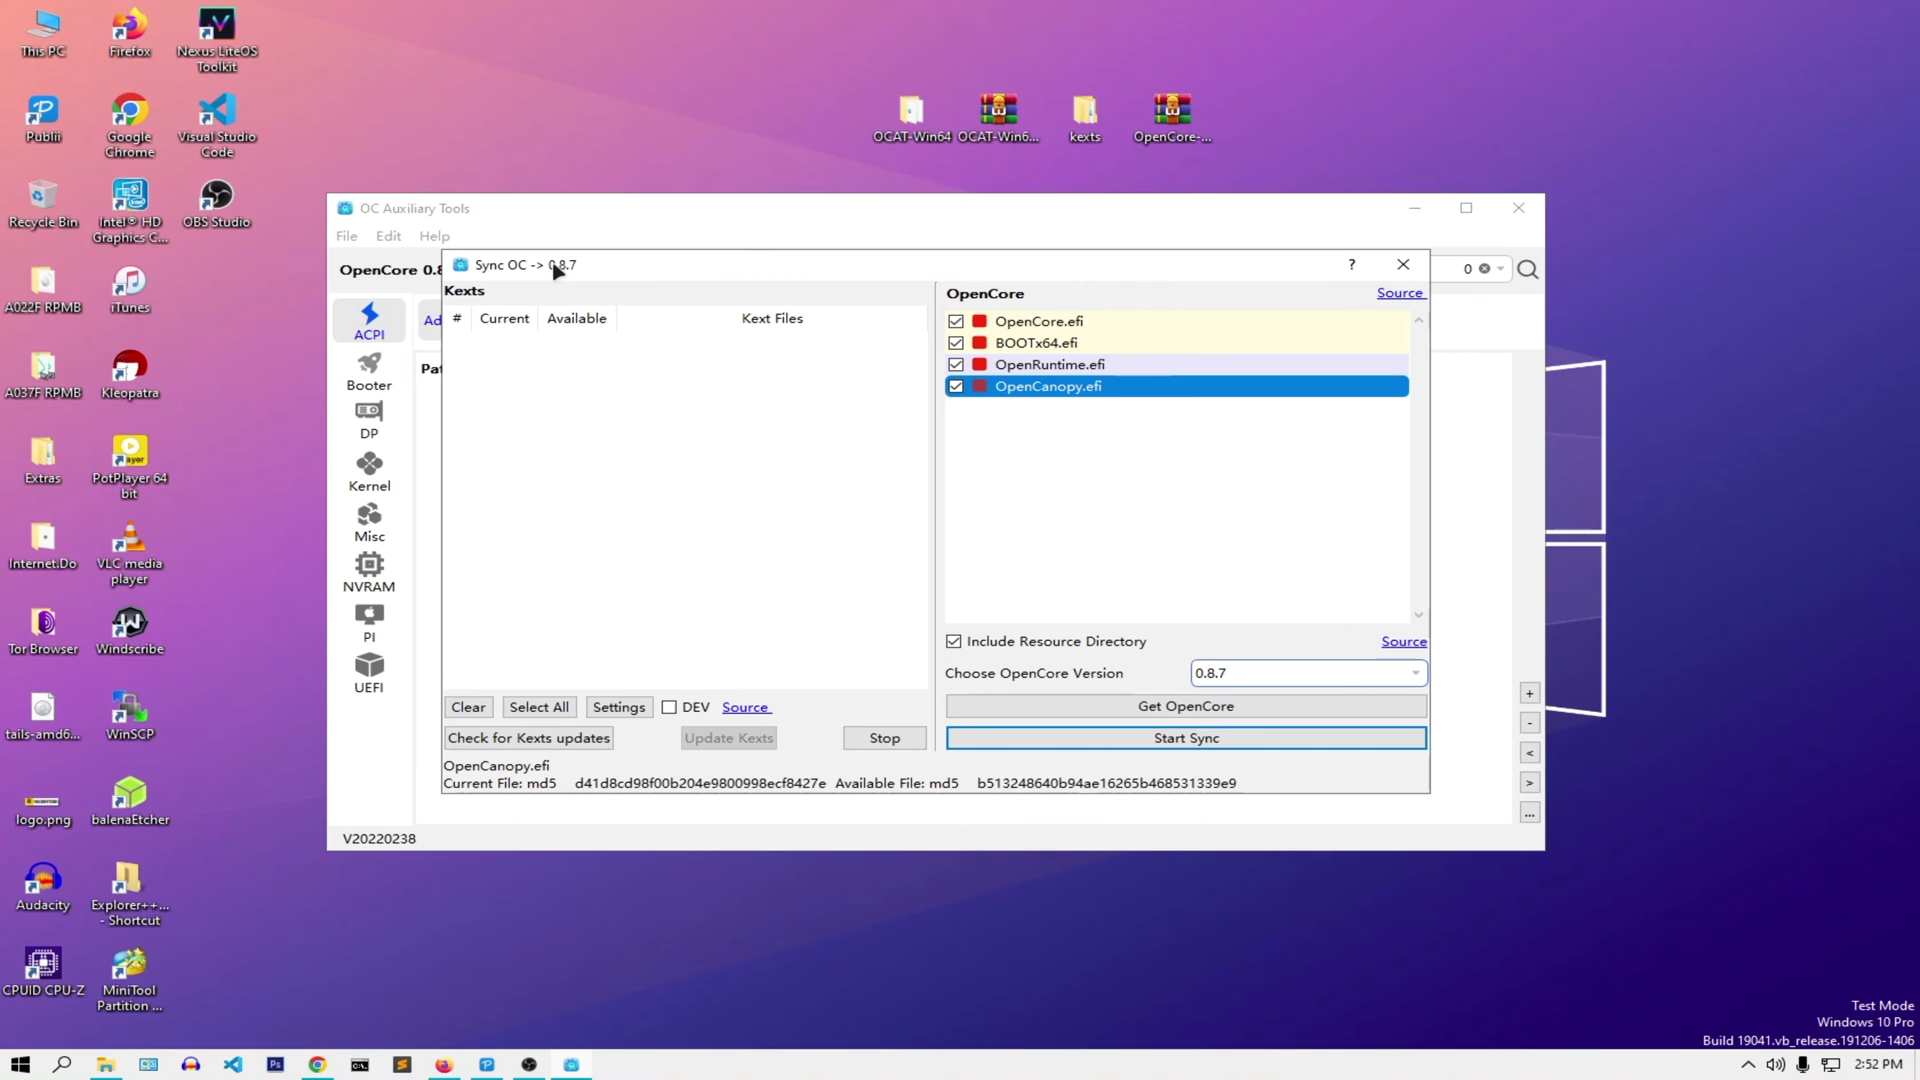 This PC
Firefox
Nexus LiteOS
Toolkit
Publii
Google
Chrome
Visual Studio
Code
Recycle Bin
Intel® HD
Graphics C...
OBS Studio
A022F RPMB
iTunes
A037F RPMB
Kleopatra
Extras
PotPlayer 64
bit
Internet.Do
VLC media
player
Tor Browser
Windscribe
tails-amd6...
WinSCP
logo.png
balenaEtcher
Audacity
Explorer++...
- Shortcut
CPUID CPU-Z
MiniTool
Partition ...
OCAT-Win64
OCAT-Win6...
kexts
OpenCore-...
OC Auxiliary Tools
File Edit Help
OpenCore 0.8
0
ACPI
Booter
DP
Kernel
Misc
NVRAM
PI
UEFI
Ad
Pat
V20220238
+
-
<
>
...
Sync OC -> 0.8.7
?
Kexts
# Current Available Kext Files
Clear Select All Settings DEV Source
Check for Kexts updates Update Kexts Stop
OpenCore Source
OpenCore.efi
BOOTx64.efi
OpenRuntime.efi
OpenCanopy.efi
Include Resource Directory Source
Choose OpenCore Version 0.8.7
Get OpenCore
Start Sync
OpenCanopy.efi
Current File: md5 d41d8cd98f00b204e9800998ecf8427e Available File: md5 b513248640b94ae16265b468531339e9
Test Mode
Windows 10 Pro
Build 19041.vb_release.191206-1406
Ps
2:52 PM